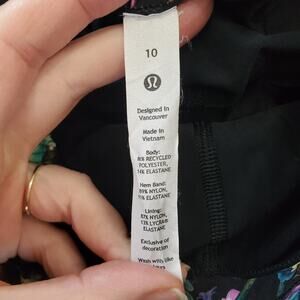 10
Designed in
Vancouver
Made in
Vietnam
Body:
86% RECYCLED
POLYESTER,
14% ELASTANE
Hem Band:
89% NYLON,
11% ELASTANE
Lining:
87% NYLON,
13% LYCRA®
ELASTANE
Exclusive of
decoration
Wash with like